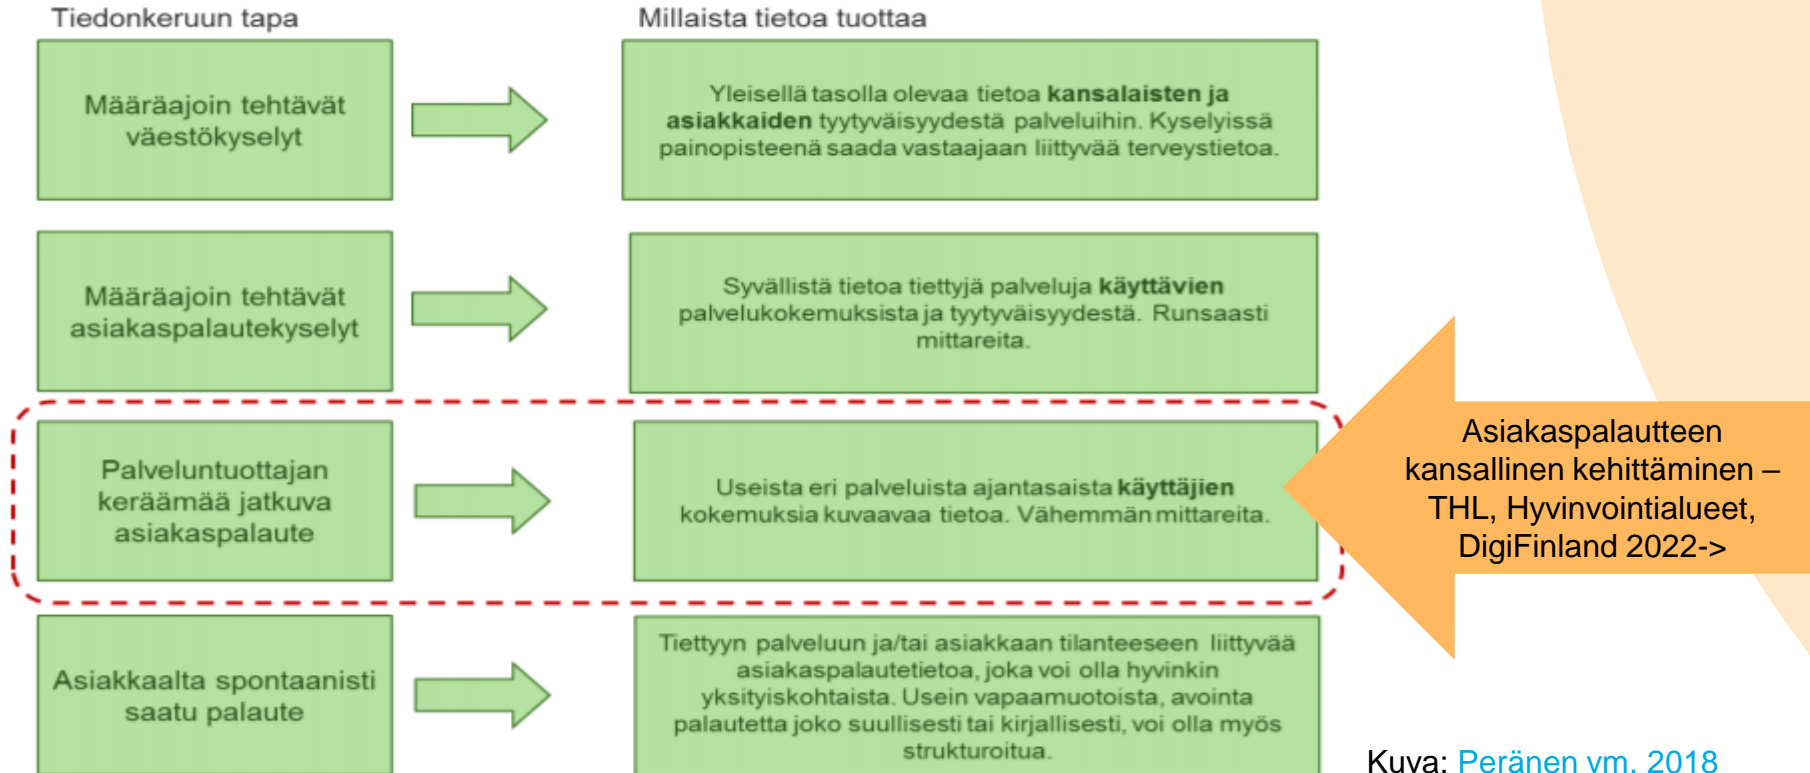 Tiedonkeruun tapa
Millaista tietoa tuottaa
Määräajoin tehtävät
väestökyselyt
Yleisellä tasolla olevaa tietoa kansalaisten ja
asiakkaiden tyytyväisyydestä palveluihin. Kyselyissä
painopisteenä saada vastaajaan liittyvää terveystietoa.
Määräajoin tehtävät
asiakaspalautekyselyt
Syvällistä tietoa tiettyjä palveluja käyttävien
palvelukokemuksista ja tyytyväisyydestä. Runsaasti
mittareita.
Palveluntuottajan
keräämää jatkuva
asiakaspalaute
Useista eri palveluista ajantasaista käyttäjien
kokemuksia kuvaavaa tietoa. Vähemmän mittareita.
Asiakaspalautteen
kansallinen kehittäminen –
THL, Hyvinvointialueet,
DigiFinland 2022->
Asiakkaalta spontaanisti
saatu palaute
Tiettyyn palveluun ja/tai asiakkaan tilanteeseen liittyvää
asiakaspalautetietoa, joka voi olla hyvinkin
yksityiskohtaista. Usein vapaamuotoista, avointa
palautetta joko suullisesti tai kirjallisesti, voi olla myös
strukturoitua.
Kuva: Peränen ym. 2018